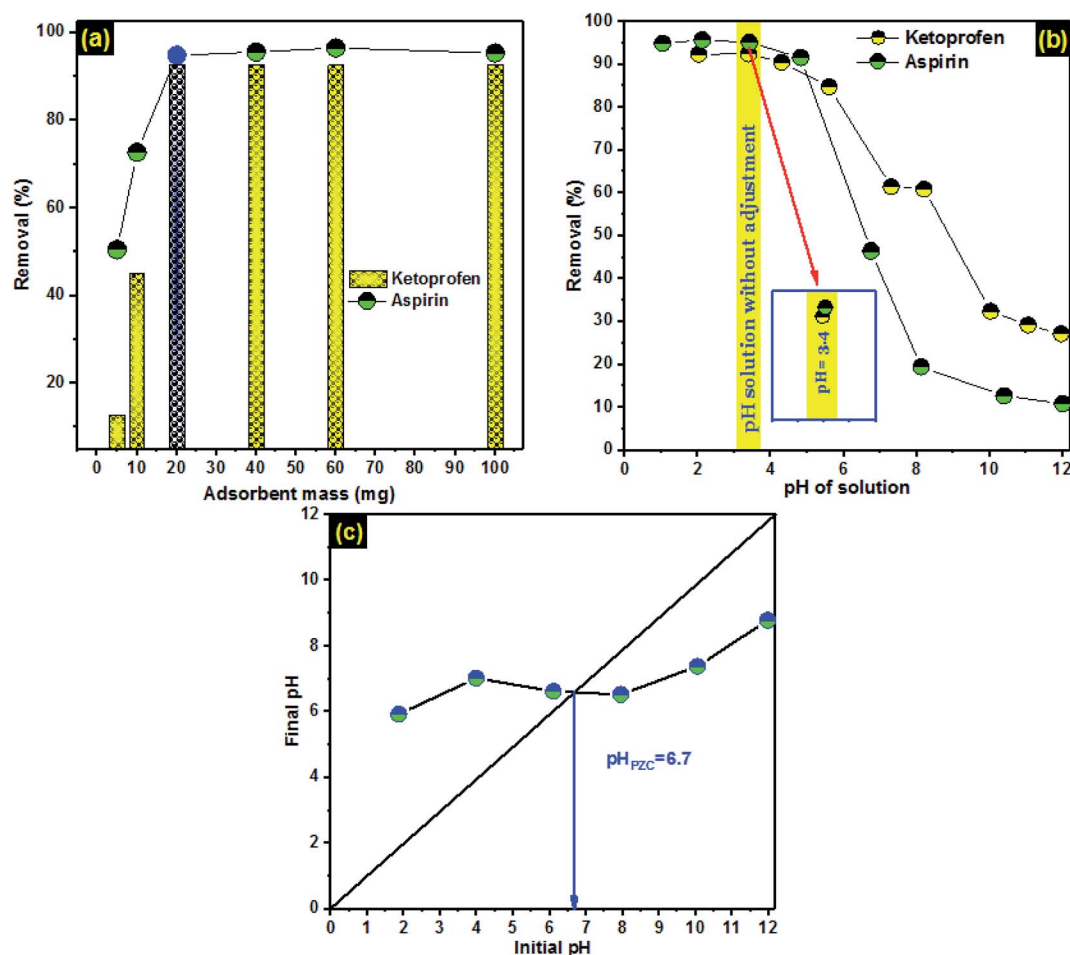 (a)
100
80
60
40
20
Removal (%)
Ketoprofen
Aspirin
0 10 20 30 40 50 60 70 80 90 100
Adsorbent mass (mg)
(b)
100
90
80
70
60
50
40
30
20
10
0
Removal (%)
Ketoprofen
Aspirin
pH solution without adjustment
pH= 3-4
0 2 4 6 8 10 12
pH of solution
(c)
12
10
8
6
4
2
0
Final pH
pHPZC=6.7
0 1 2 3 4 5 6 7 8 9 10 11 12
Initial pH